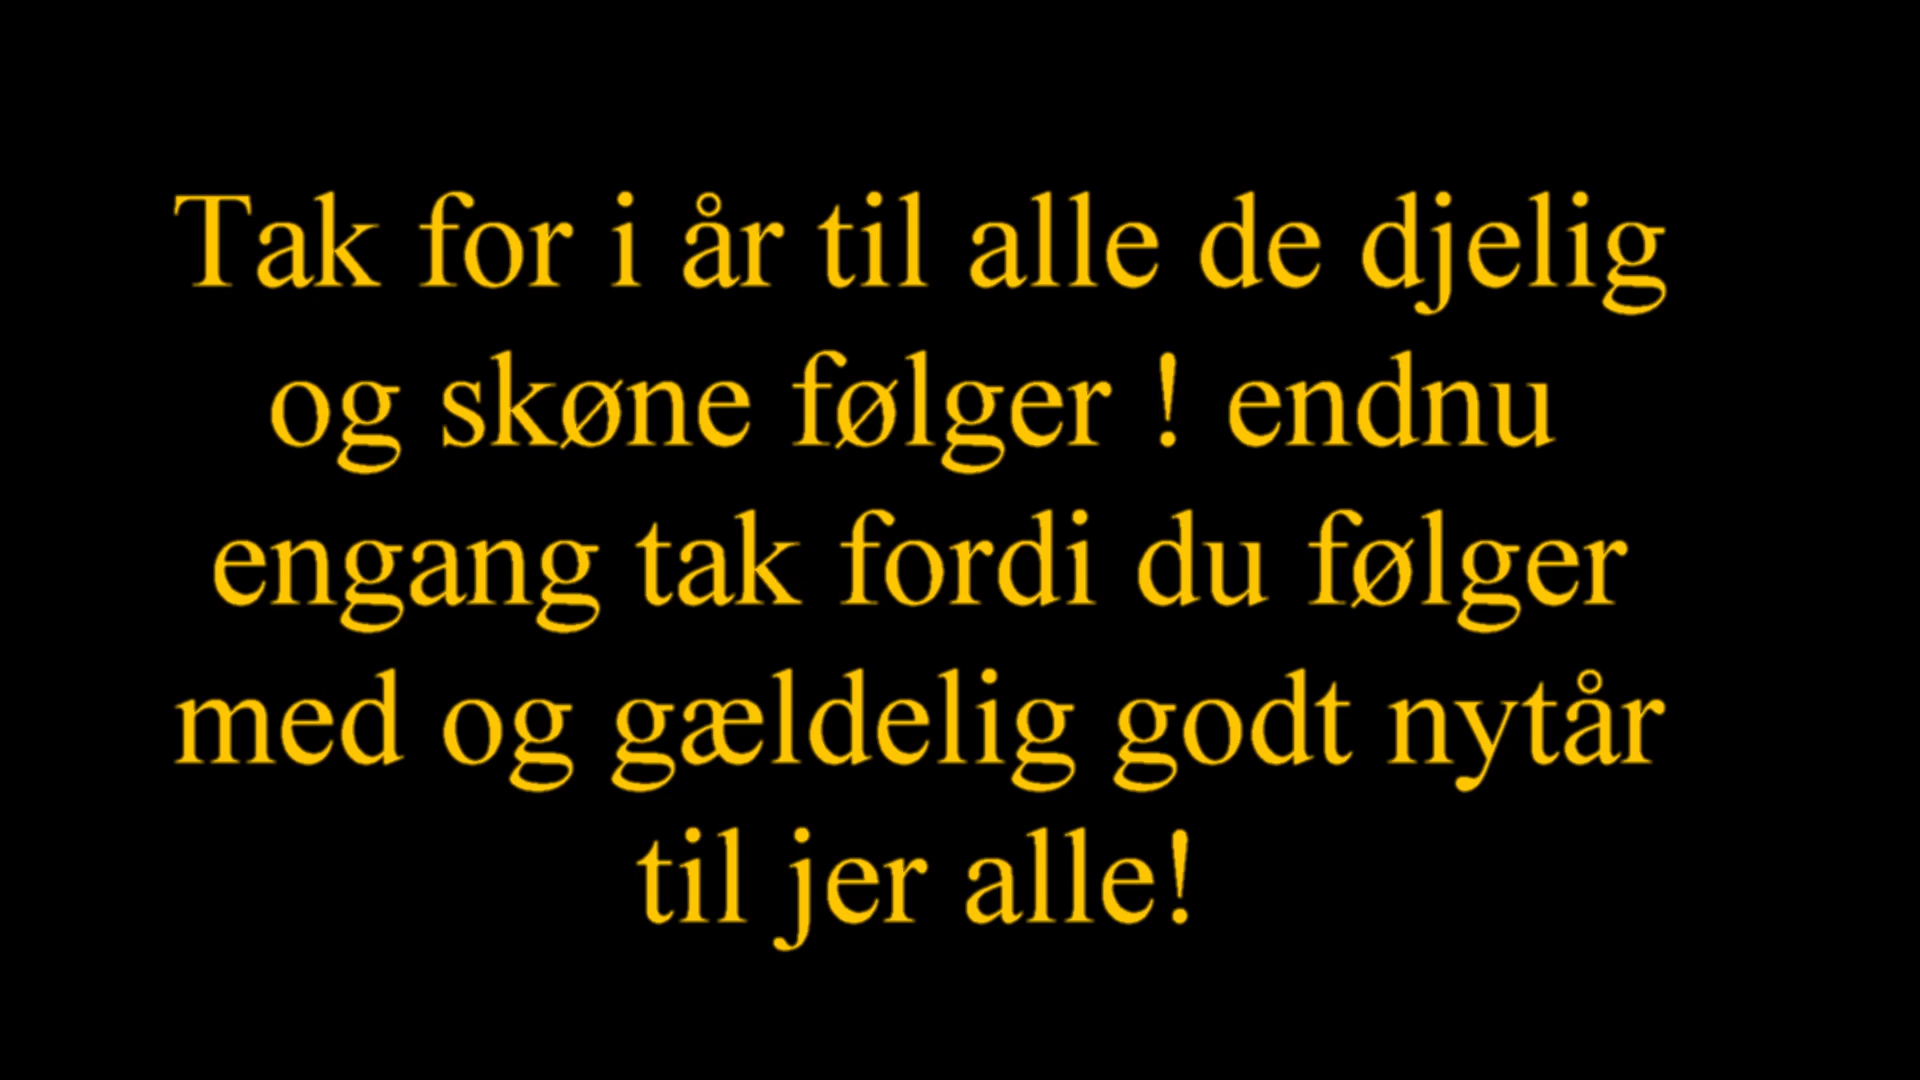 Tak for i år til alle de djelig
og skøne følger ! endnu
engang tak fordi du følger
med og gældelig godt nytår
til jer alle!